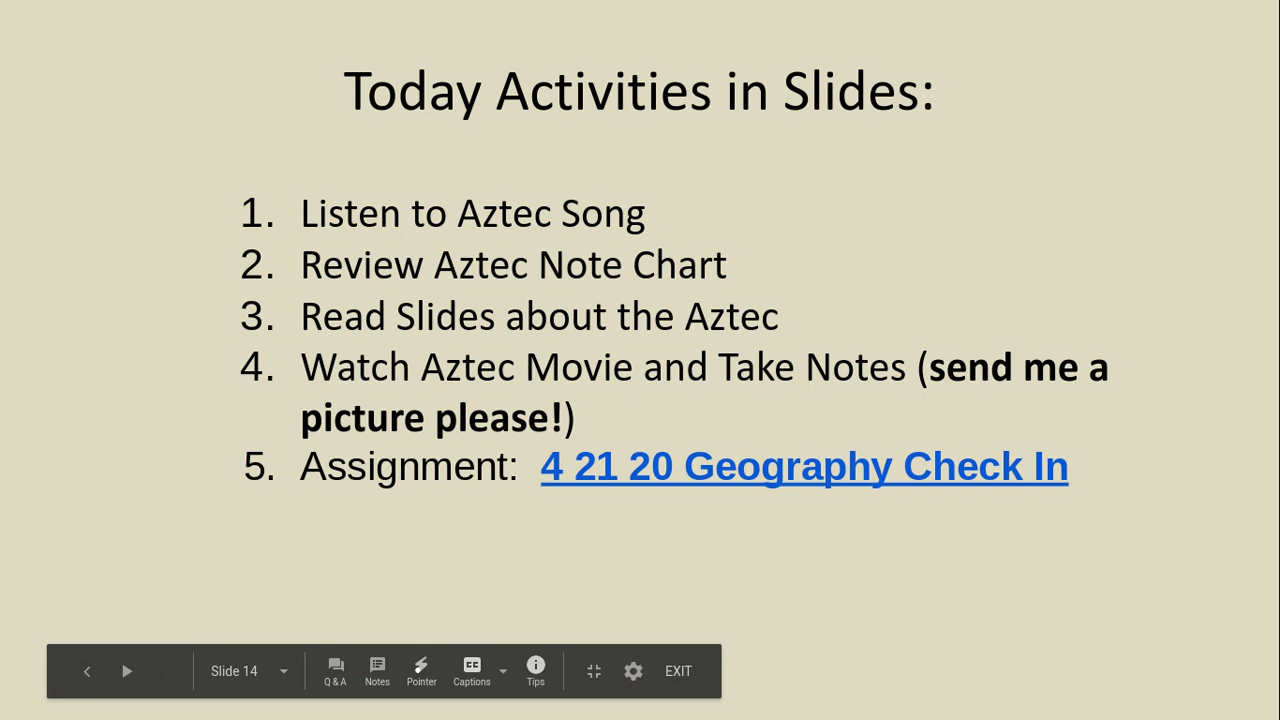 Today Activities in Slides:
1. Listen to Aztec Song
2. Review Aztec Note Chart
3. Read Slides about the Aztec
4. Watch Aztec Movie and Take Notes (send me a
picture please!)
5. Assignment: 4 21 20 Geography Check In
Slide 14
Q & A
Notes
Pointer
CC
Captions
Tips
EXIT